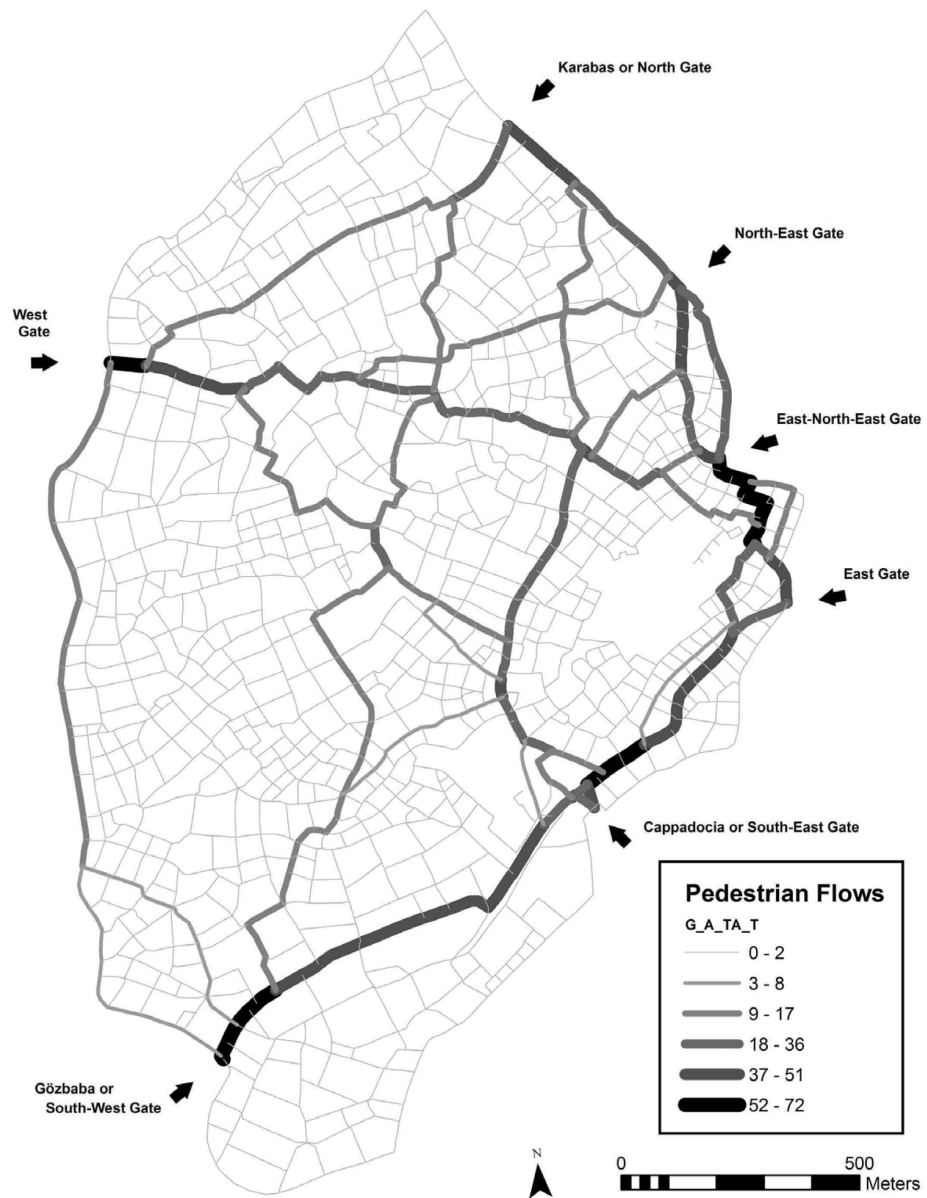 Karabas or North Gate
North-East Gate
West
Gate
East-North-East Gate
East Gate
Cappadocia or South-East Gate
Gözbaba or
South-West Gate
Pedestrian Flows
G_A_TA_T
0 - 2
3 - 8
9 - 17
18 - 36
37 - 51
52 - 72
N
0
500
Meters